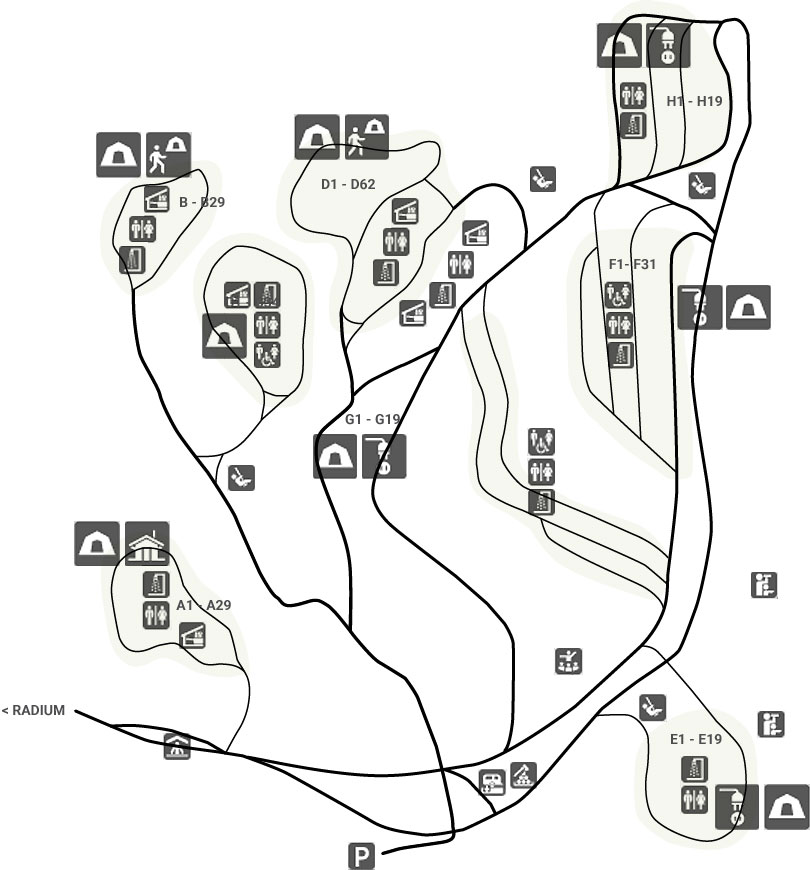 H1 - H19
D1 - D62
B - B29
F1- F31
G1 - G19
A1 - A29
< RADIUM
E1 - E19
P